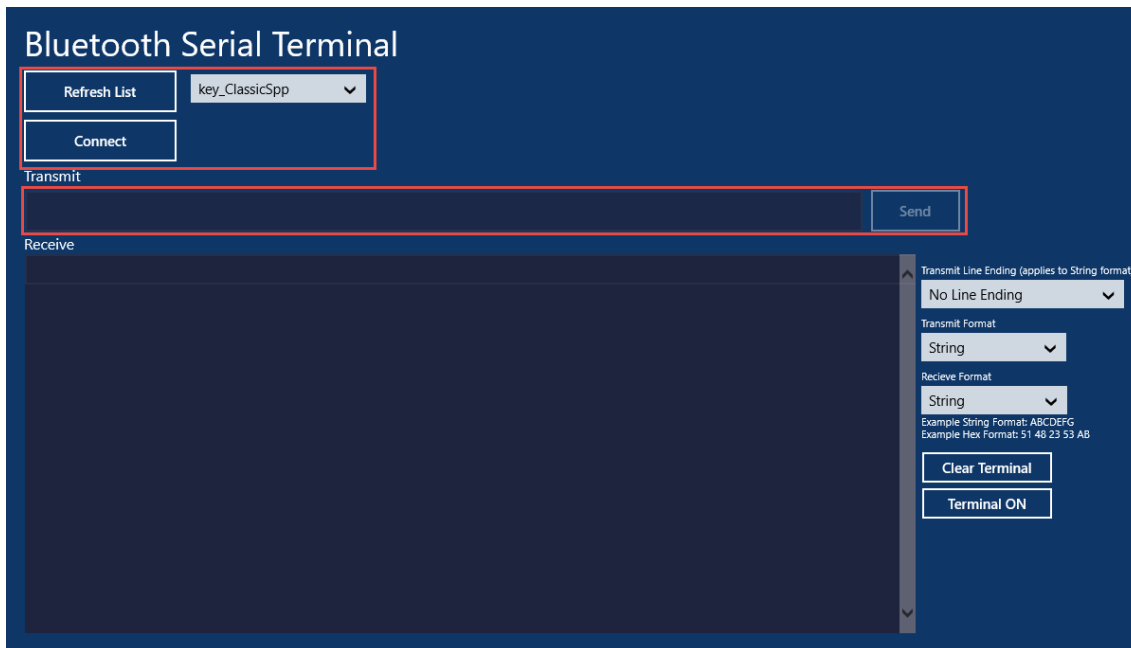 Bluetooth Serial Terminal
Refresh List
key_ClassicSpp
Connect
Transmit
Send
Receive
Transmit Line Ending (applies to String format
No Line Ending
Transmit Format
String
Recieve Format
String
Example String Format: ABCDEFG
Example Hex Format: 51 48 23 53 AB
Clear Terminal
Terminal ON